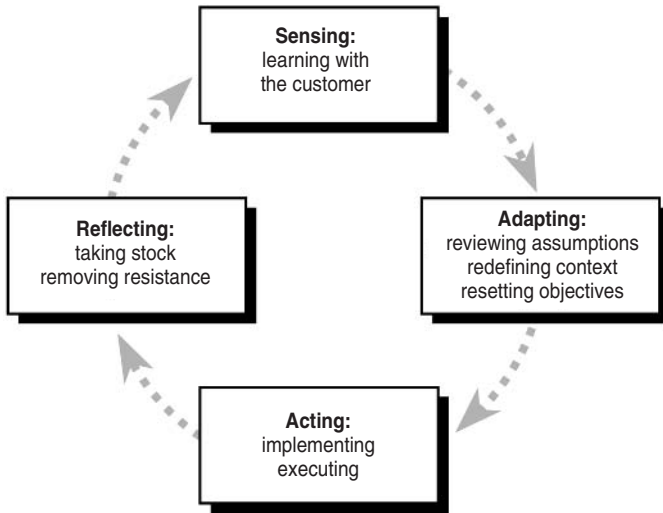 Sensing:
learning with
the customer
Adapting:
reviewing assumptions
redefining context
resetting objectives
Acting:
implementing
executing
Reflecting:
taking stock
removing resistance